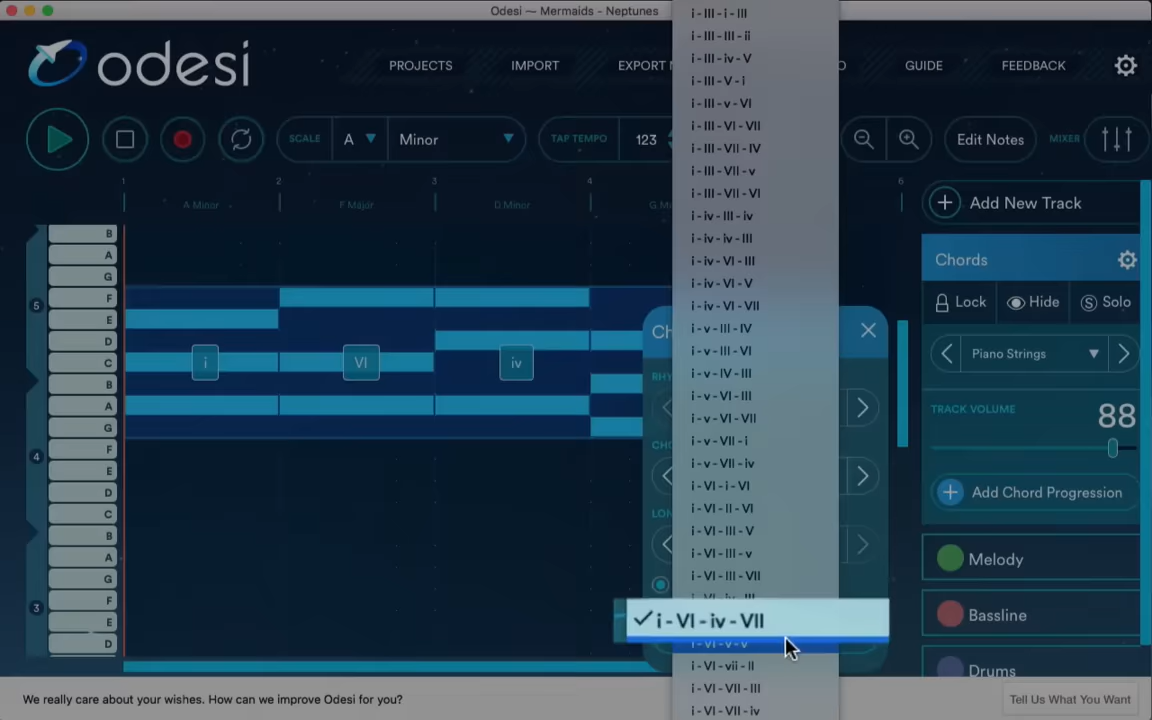 Odesi — Mermaids - Neptunes
odesi
PROJECTS
IMPORT
EXPORT
GUIDE
FEEDBACK
SCALE
A
Minor
TAP TEMPO
123
Edit Notes
MIXER
1
2
3
4
6
A Minor
F Major
D Minor
G
B
A
G
F
E
D
C
B
A
G
F
E
D
C
B
A
G
F
E
D
5
4
3
i
VI
iv
i - III - i - III
i - III - III - ii
i - III - iv - V
i - III - V - i
i - III - v - VI
i - III - VI - VII
i - III - VII - IV
i - III - VII - v
i - III - VII - VI
i - iv - III - iv
i - iv - iv - III
i - iv - VI - III
i - iv - VI - V
i - iv - VI - VII
i - v - III - IV
i - v - III - VI
i - v - IV - III
i - v - VI - III
i - v - VI - VII
i - v - VII - i
i - v - VII - iv
i - VI - i - VI
i - VI - II - VI
i - VI - III - V
i - VI - III - v
i - VI - III - VII
i - VI - iv - III
✓ i - VI - iv - VII
i - VI - v - v
i - VI - vii - II
i - VI - VII - III
i - VI - VII - iv
Add New Track
Chords
Lock
Hide
S Solo
Piano Strings
TRACK VOLUME
88
Add Chord Progression
Melody
Bassline
Drums
We really care about your wishes. How can we improve Odesi for you?
Tell Us What You Want